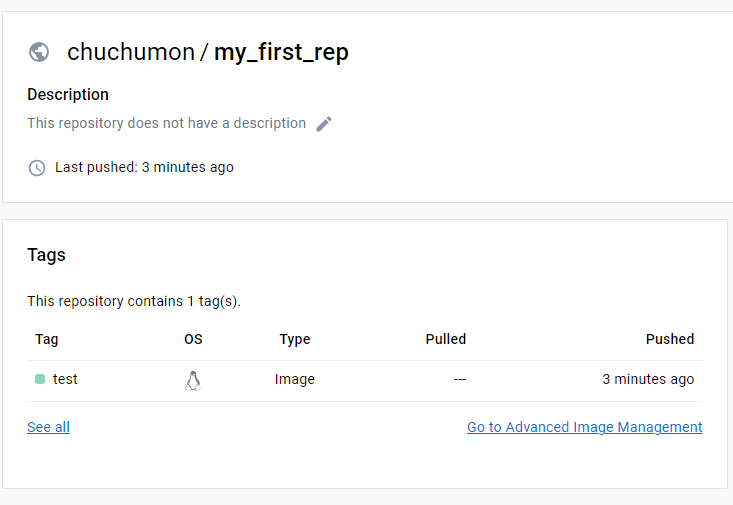 chuchumon / my_first_rep
Description
This repository does not have a description
Last pushed: 3 minutes ago
Tags
This repository contains 1 tag(s).
Tag OS Type Pulled Pushed
test Image --- 3 minutes ago
See all Go to Advanced Image Management